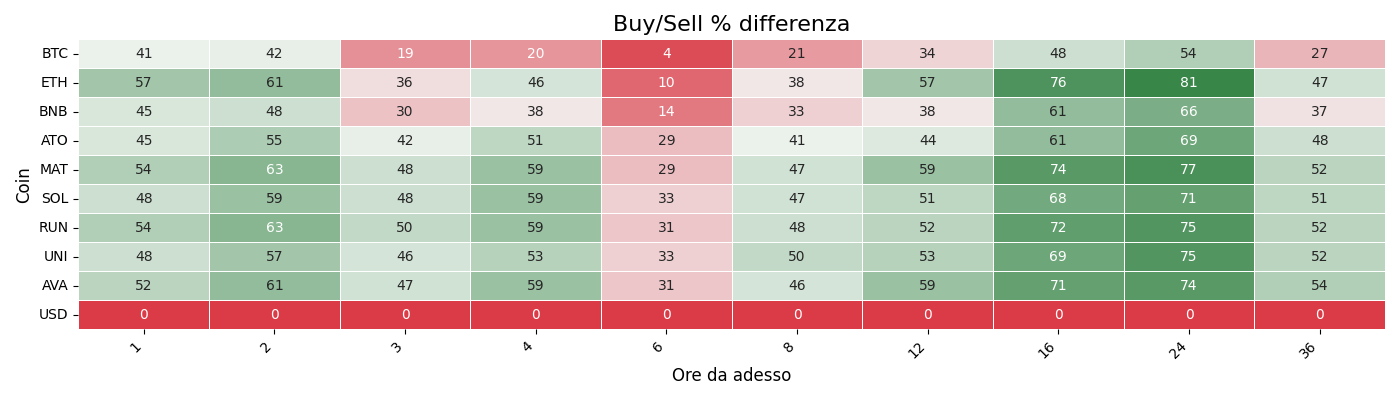 Buy/Sell % differenza
BTC 41 42 19 20 4 21 34 48 54 27
ETH 57 61 36 46 10 38 57 76 81 47
BNB 45 48 30 38 14 33 38 61 66 37
ATO 45 55 42 51 29 41 44 61 69 48
MAT 54 63 48 59 29 47 59 74 77 52
SOL 48 59 48 59 33 47 51 68 71 51
RUN 54 63 50 59 31 48 52 72 75 52
UNI 48 57 46 53 33 50 53 69 75 52
AVA 52 61 47 59 31 46 59 71 74 54
USD 0 0 0 0 0 0 0 0 0 0
Coin
1 2 3 4 6 8 12 16 24 36
Ore da adesso